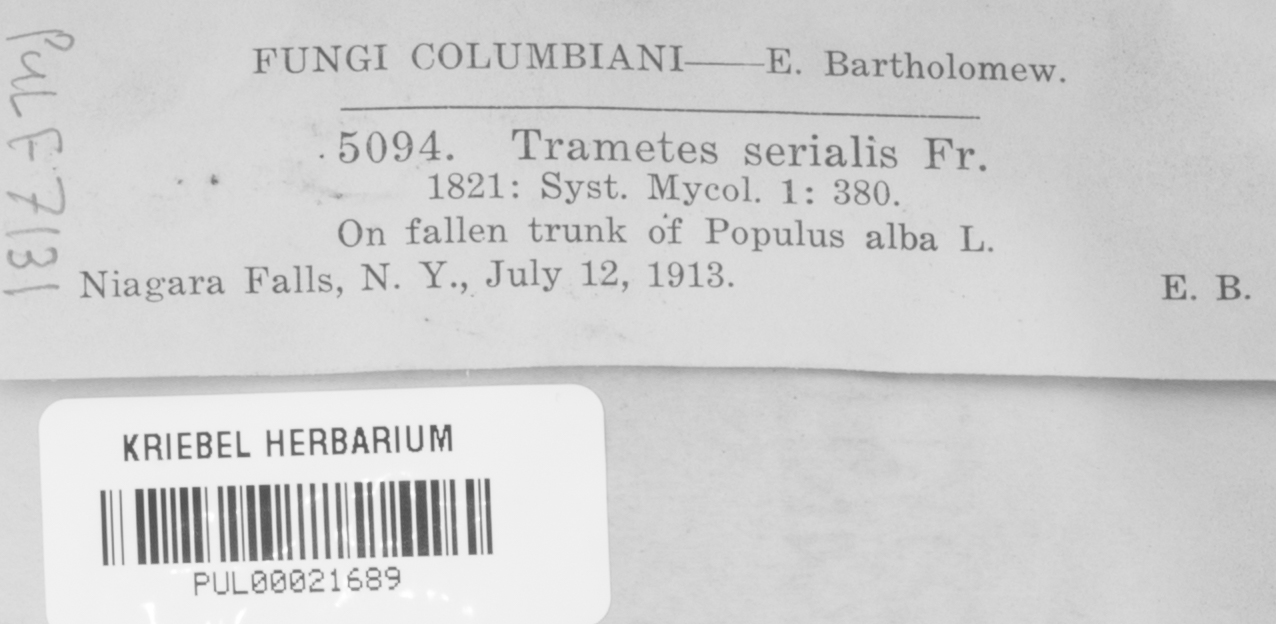 FUNGI COLUMBIANI——E. Bartholomew.
5094. Trametes serialis Fr.
1821: Syst. Mycol. 1: 380.
On fallen trunk of Populus alba L.
Niagara Falls, N. Y., July 12, 1913. E. B.
PUL F 7131
KRIEBEL HERBARIUM
PUL00021689